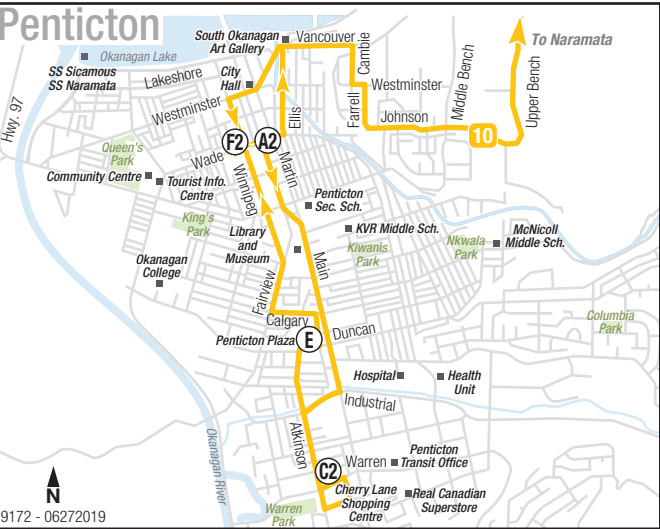 Penticton
South Okanagan
Art Gallery
Vancouver
To Naramata
Okanagan Lake
SS Sicamous
SS Naramata
Lakeshore
City
Hall
Cambie
Westminster
Middle Bench
Upper Bench
Hwy. 97
Westminster
Ellis
Farrell
Johnson
10
Queen's
Park
Wade
F2
A2
Martin
Community Centre
Tourist Info.
Centre
Winnipeg
Penticton
Sec. Sch.
King's
Park
Library
and
Museum
KVR Middle Sch.
Kiwanis
Park
Nkwala
Park
McNicoll
Middle Sch.
Okanagan
College
Main
Fairview
Calgary
Duncan
Columbia
Park
Penticton Plaza
E
Hospital
Health
Unit
Industrial
Atkinson
Okanagan River
C2
Warren
Penticton
Transit Office
Cherry Lane
Shopping
Centre
Real Canadian
Superstore
Warren
Park
N
9172 - 06272019